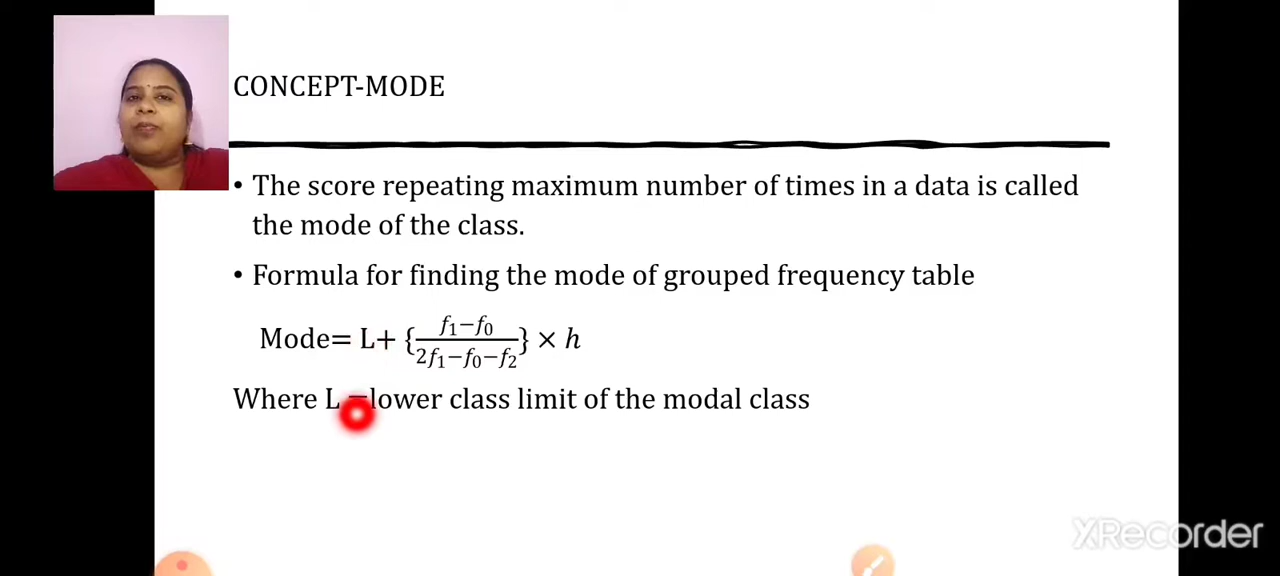 CONCEPT-MODE
• The score repeating maximum number of times in a data is called
the mode of the class.
• Formula for finding the mode of grouped frequency table
Mode= L+ {\frac{f₁−f₀}{2f₁−f₀−f₂}} × h
Where L =lower class limit of the modal class
XRecorder